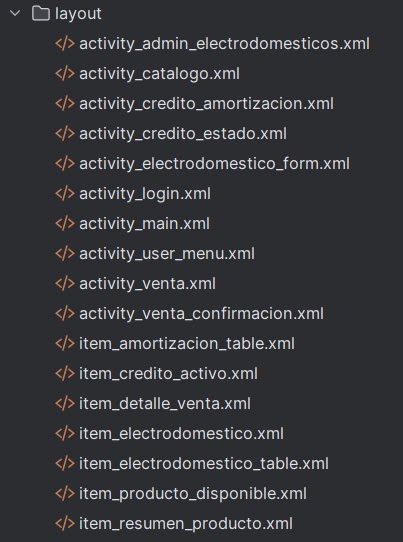 layout
activity_admin_electrodomesticos.xml
activity_catalogo.xml
activity_credito_amortizacion.xml
activity_credito_estado.xml
activity_electrodomestico_form.xml
activity_login.xml
activity_main.xml
activity_user_menu.xml
activity_venta.xml
activity_venta_confirmacion.xml
item_amortizacion_table.xml
item_credito_activo.xml
item_detalle_venta.xml
item_electrodomestico.xml
item_electrodomestico_table.xml
item_producto_disponible.xml
item_resumen_producto.xml